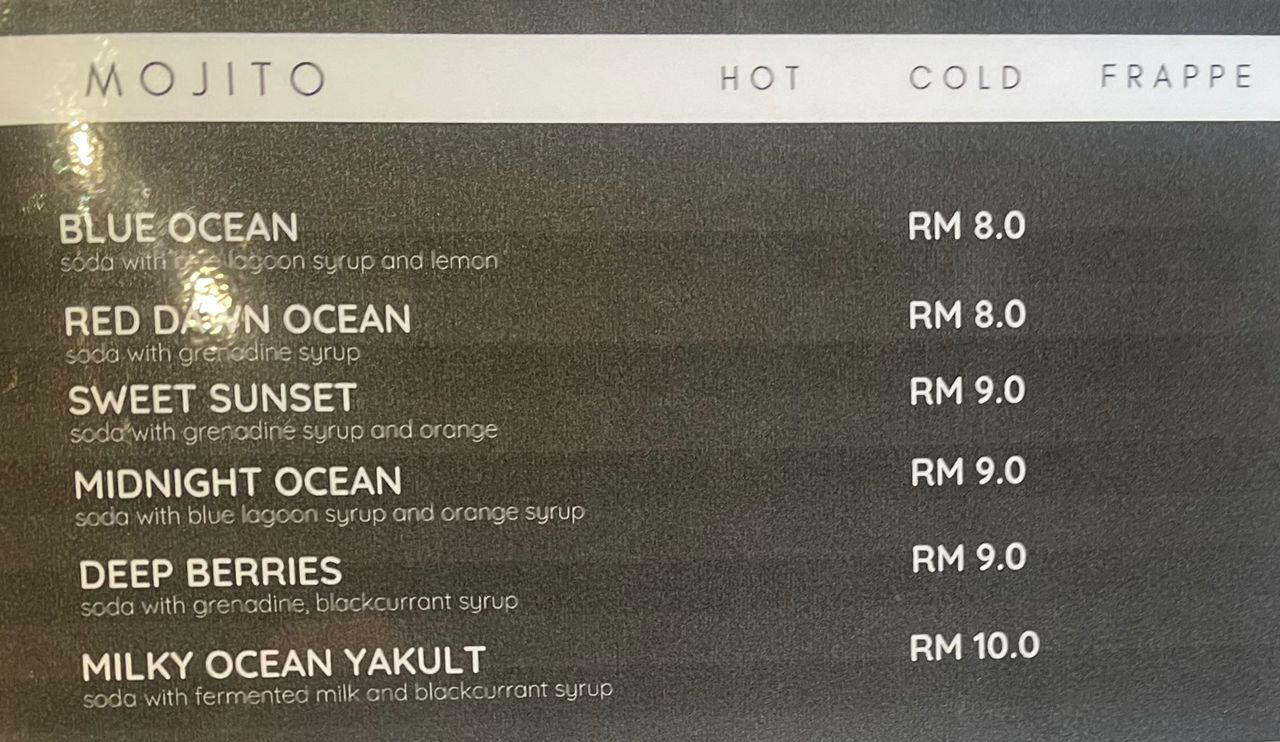 MOJITO HOT COLD FRAPPE
BLUE OCEAN RM 8.0
soda with blue lagoon syrup and lemon
RED DAWN OCEAN RM 8.0
soda with grenadine syrup
SWEET SUNSET RM 9.0
soda with grenadine syrup and orange
MIDNIGHT OCEAN RM 9.0
soda with blue lagoon syrup and orange syrup
DEEP BERRIES RM 9.0
soda with grenadine, blackcurrant syrup
MILKY OCEAN YAKULT RM 10.0
soda with fermented milk and blackcurrant syrup